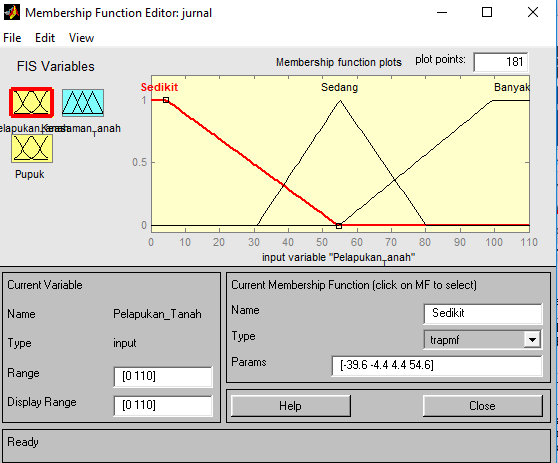 Membership Function Editor: jurnal
File Edit View
FIS Variables
Membership function plots
plot points:
181
Sedikit
Sedang
Banyak
1
0.5
0
0 10 20 30 40 50 60 70 80 90 100 110
input variable "Pelapukan_Tanah"
Pupuk
Current Variable
Name Pelapukan_Tanah
Type input
Range [0 110]
Display Range [0 110]
Current Membership Function (click on MF to select)
Name Sedikit
Type trapmf
Params [-39.6 -4.4 4.4 54.6]
Help
Close
Ready